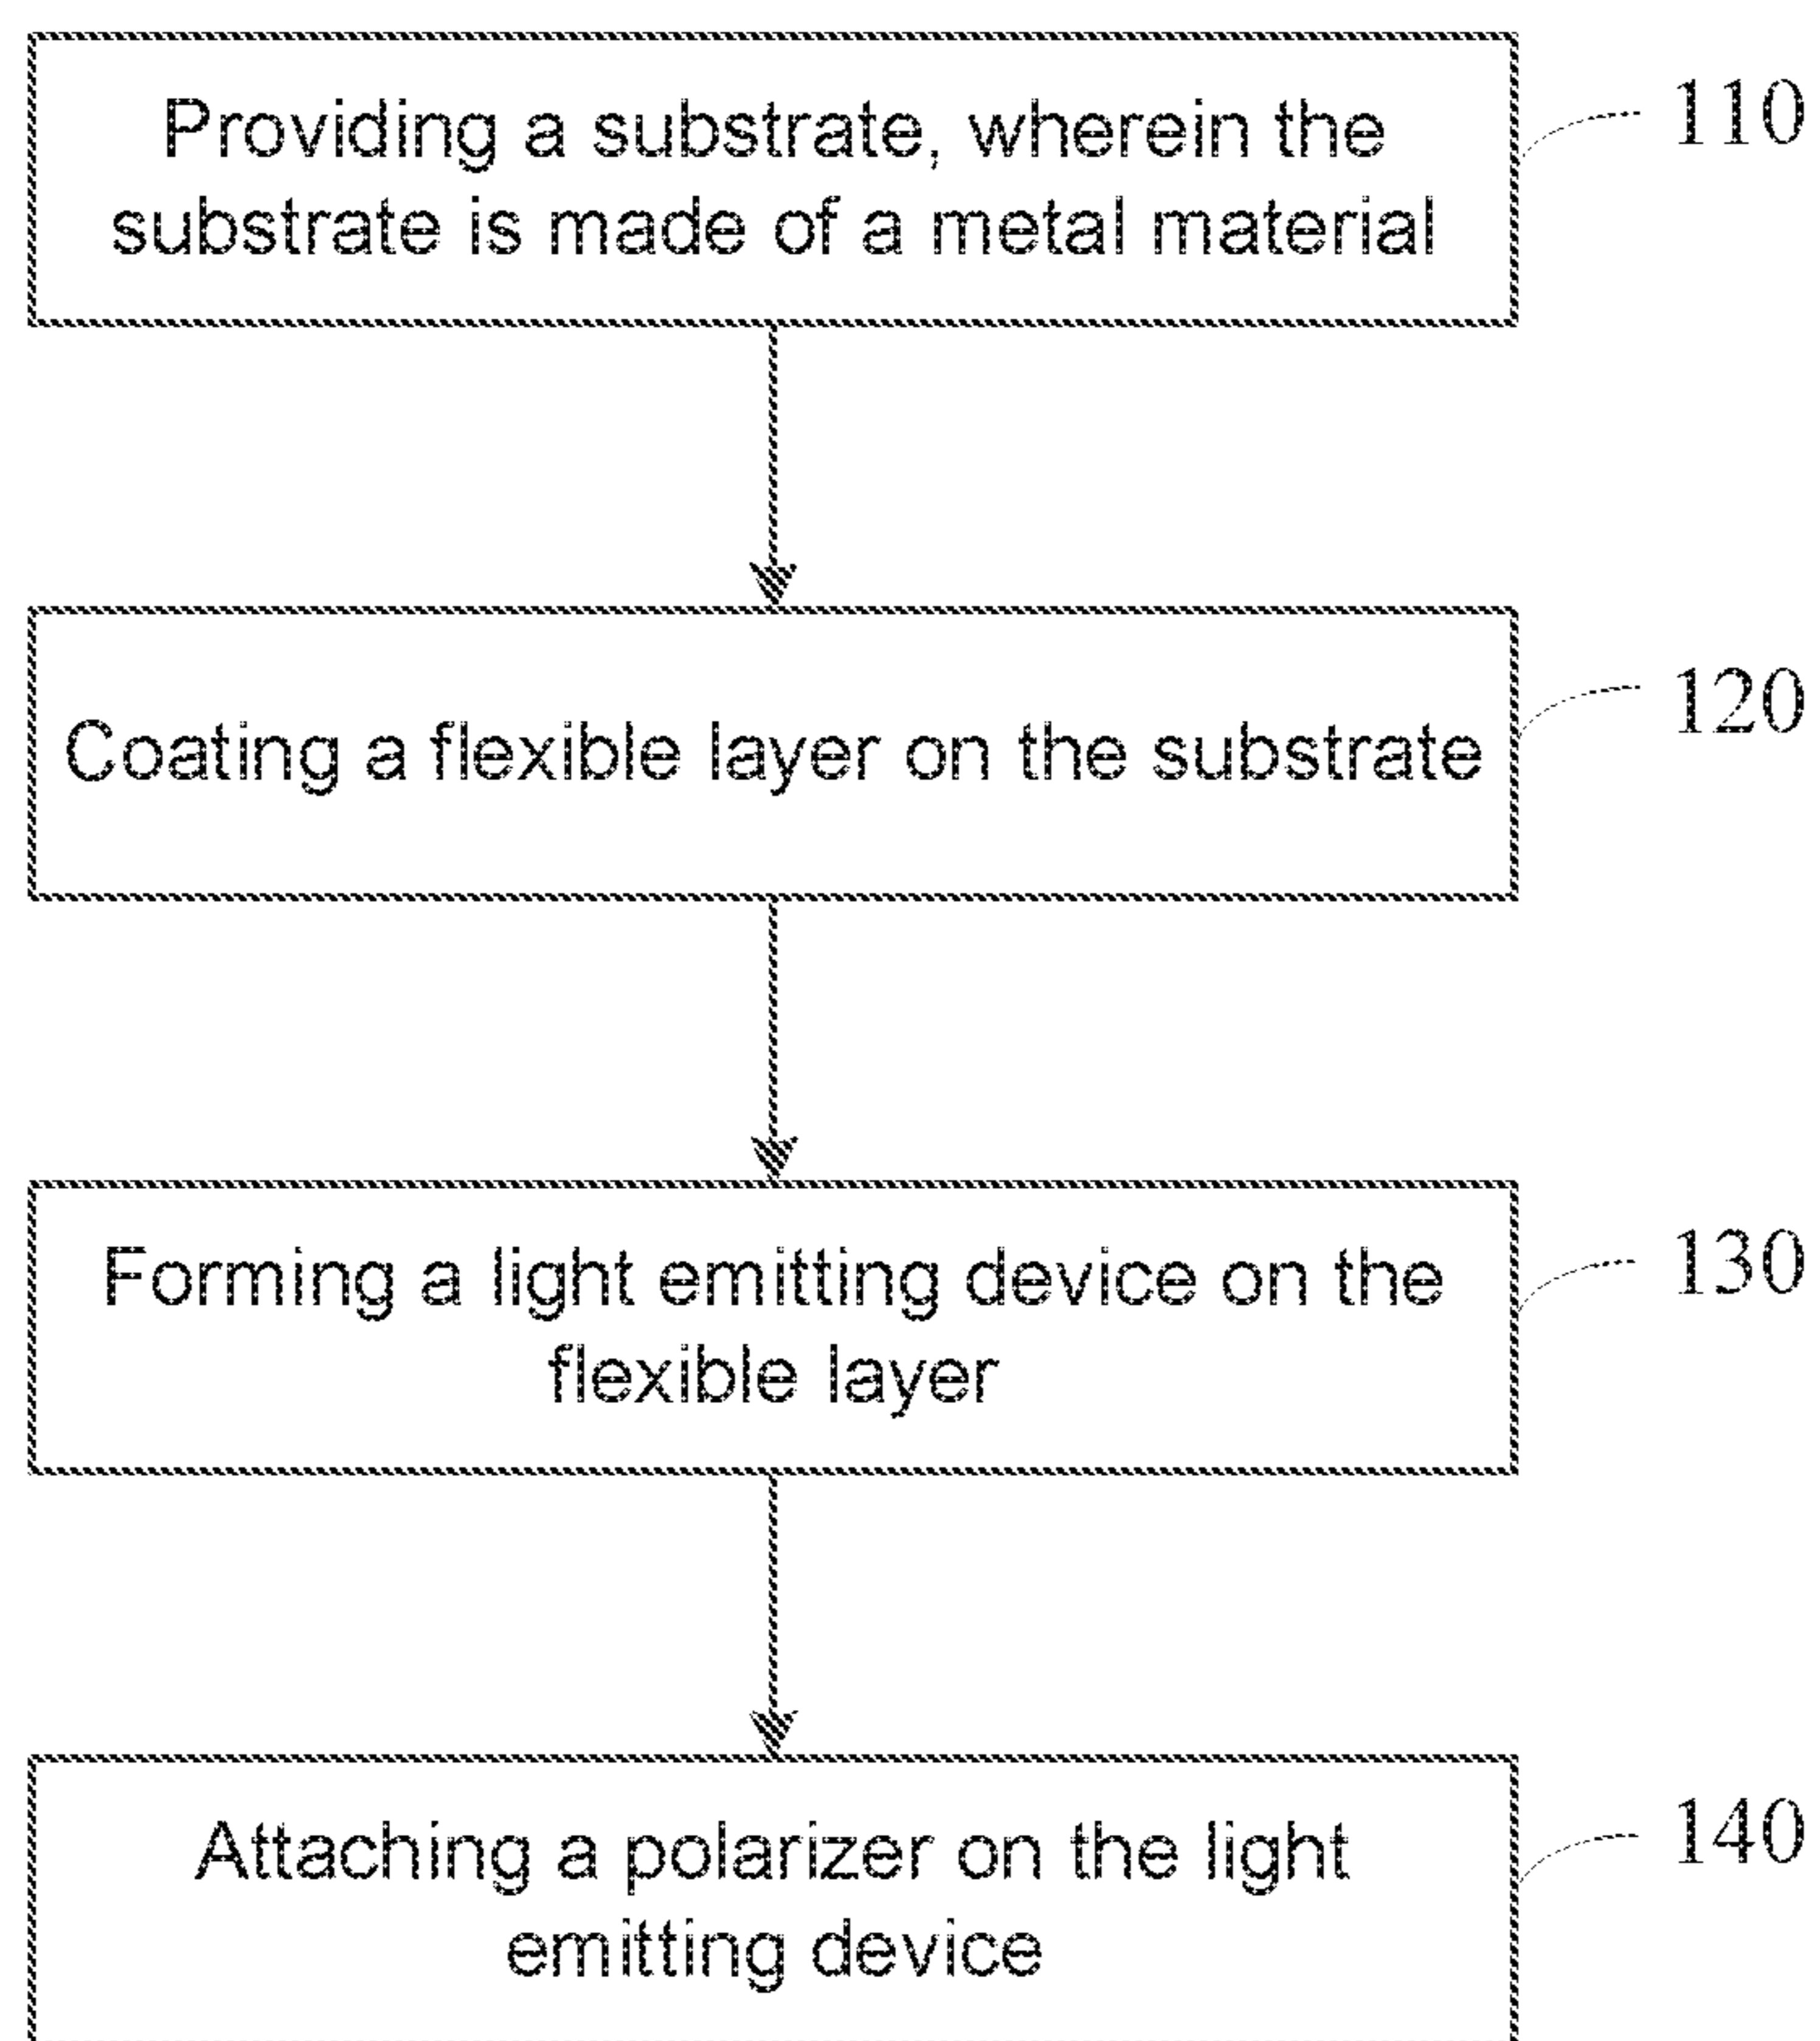 Providing a substrate, wherein the
substrate is made of a metal material
110
Coating a flexible layer on the substrate
120
Forming a light emitting device on the
flexible layer
130
Attaching a polarizer on the light
emitting device
140